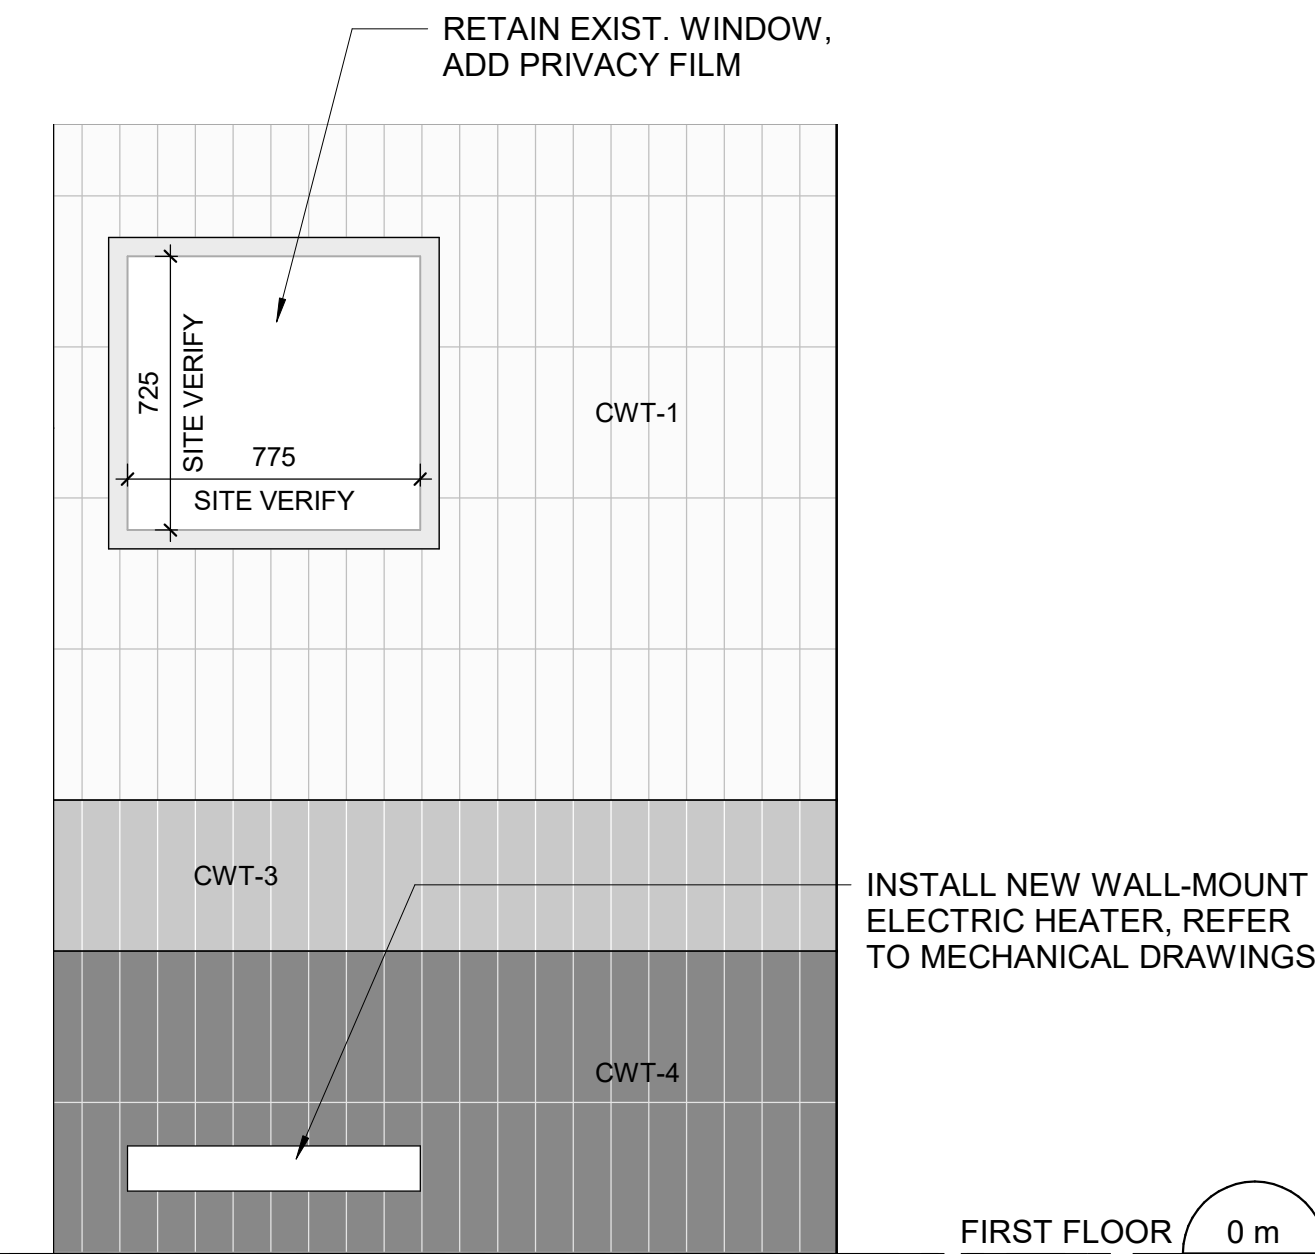 RETAIN EXIST. WINDOW,
ADD PRIVACY FILM
725
SITE VERIFY
775
SITE VERIFY
CWT-1
CWT-3
INSTALL NEW WALL-MOUNT
ELECTRIC HEATER, REFER
TO MECHANICAL DRAWINGS
CWT-4
FIRST FLOOR
0 m